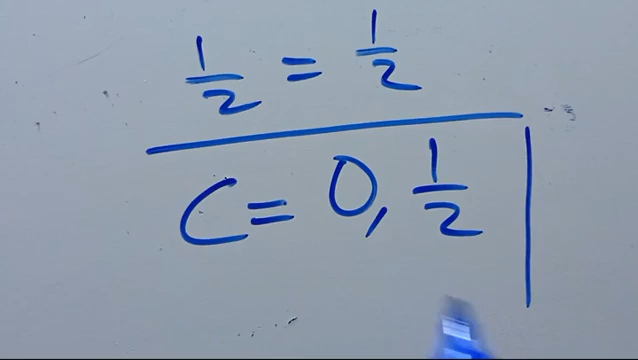 1/2 = 1/2
C = 0, 1/2